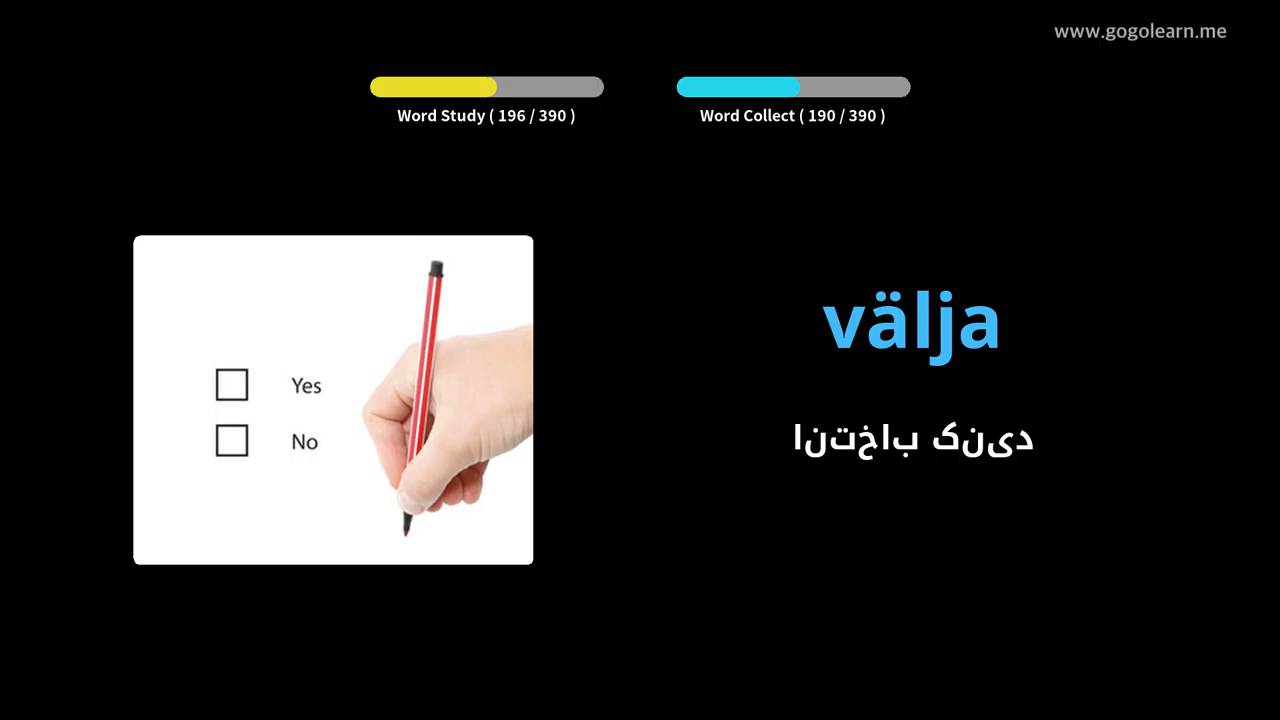 www.gogolearn.me
Word Study ( 196 / 390 )
Word Collect ( 190 / 390 )
Yes
No
välja
انتخاب کنید